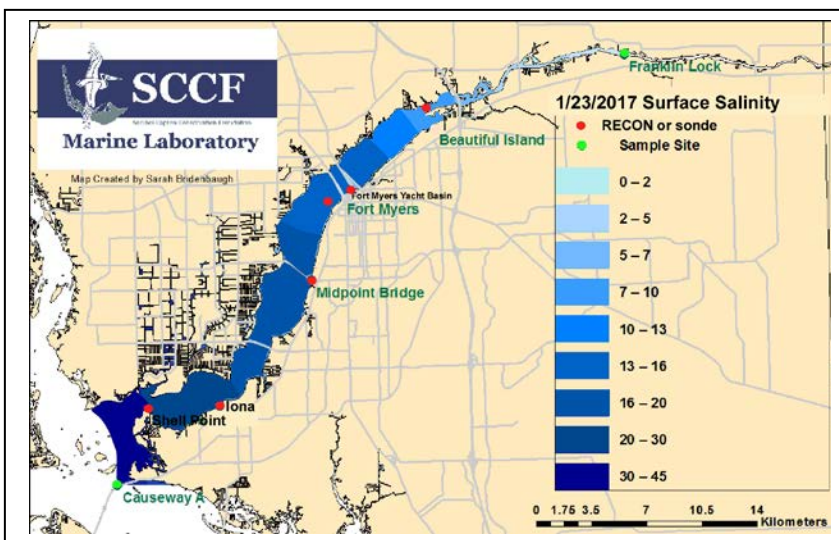 SCCF
Marine Laboratory
Map Created by Sarah Bridenbaugh
I-75
Franklin Lock
Beautiful Island
Fort Myers Yacht Basin
Fort Myers
Midpoint Bridge
Iona
Shell Point
Causeway A
1/23/2017 Surface Salinity
RECON or sonde
Sample Site
0 – 2
2 – 5
5 – 7
7 – 10
10 – 13
13 – 16
16 – 20
20 – 30
30 – 45
0 1.75 3.5 7 10.5 14
Kilometers